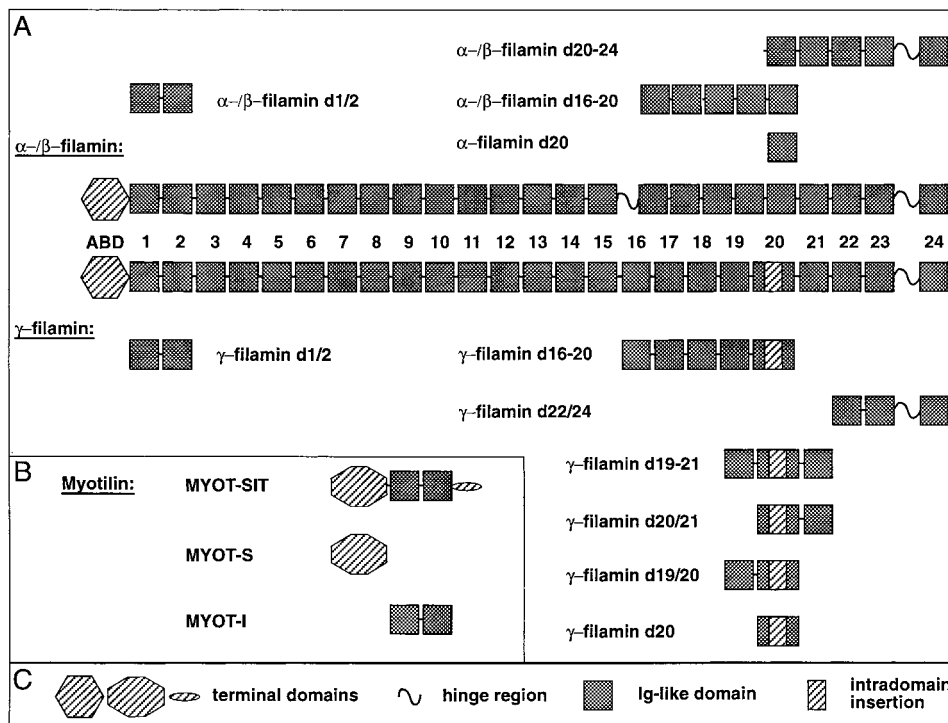 A
α–/β–filamin d20-24
α–/β–filamin d1/2
α–/β–filamin d16-20
α–filamin d20
α–/β–filamin:
ABD 1 2 3 4 5 6 7 8 9 10 11 12 13 14 15 16 17 18 19 20 21 22 23 24
γ–filamin:
γ–filamin d1/2
γ–filamin d16-20
γ–filamin d22/24
γ–filamin d19-21
γ–filamin d20/21
γ–filamin d19/20
γ–filamin d20
B
Myotilin:
MYOT-SIT
MYOT-S
MYOT-I
C
terminal domains
hinge region
Ig-like domain
intradomain
insertion